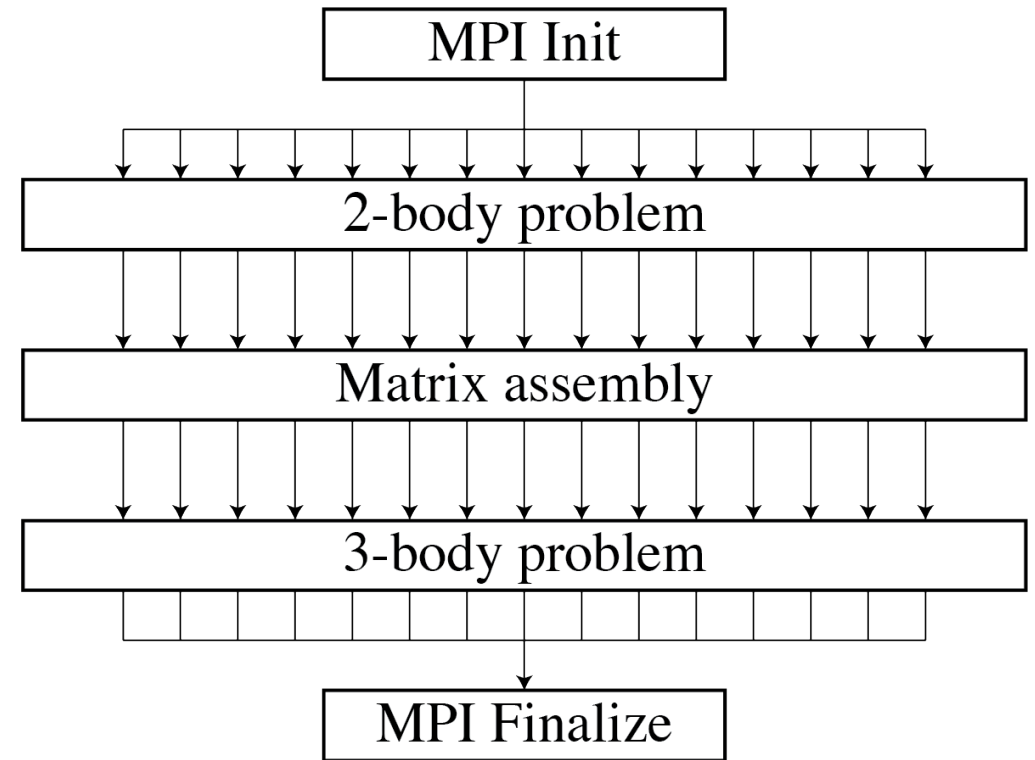 MPI Init
2-body problem
Matrix assembly
3-body problem
MPI Finalize